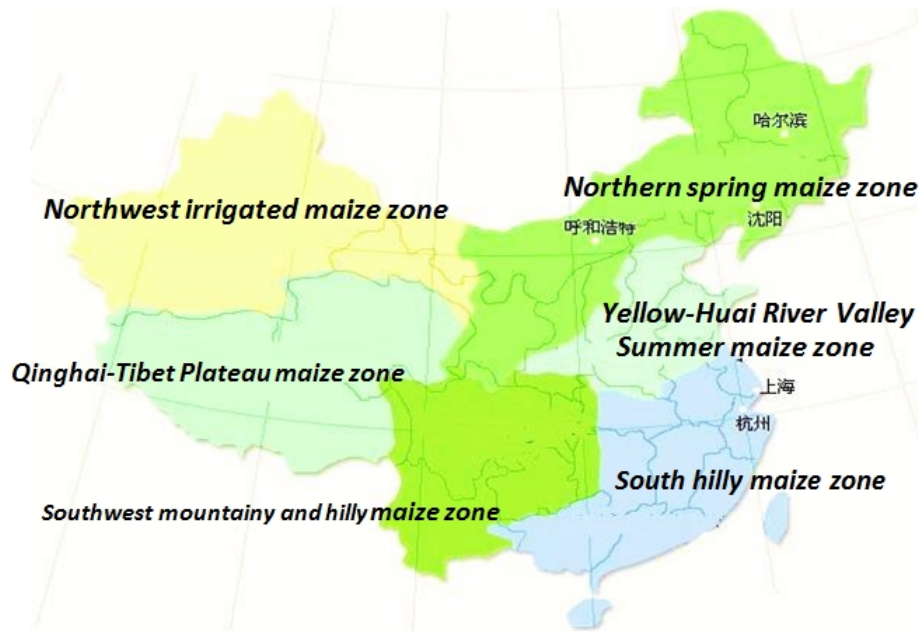 哈尔滨
Northern spring maize zone
Northwest irrigated maize zone
沈阳
呼和浩特
Yellow-Huai River Valley
Summer maize zone
Qinghai-Tibet Plateau maize zone
上海
杭州
South hilly maize zone
Southwest mountainy and hilly maize zone